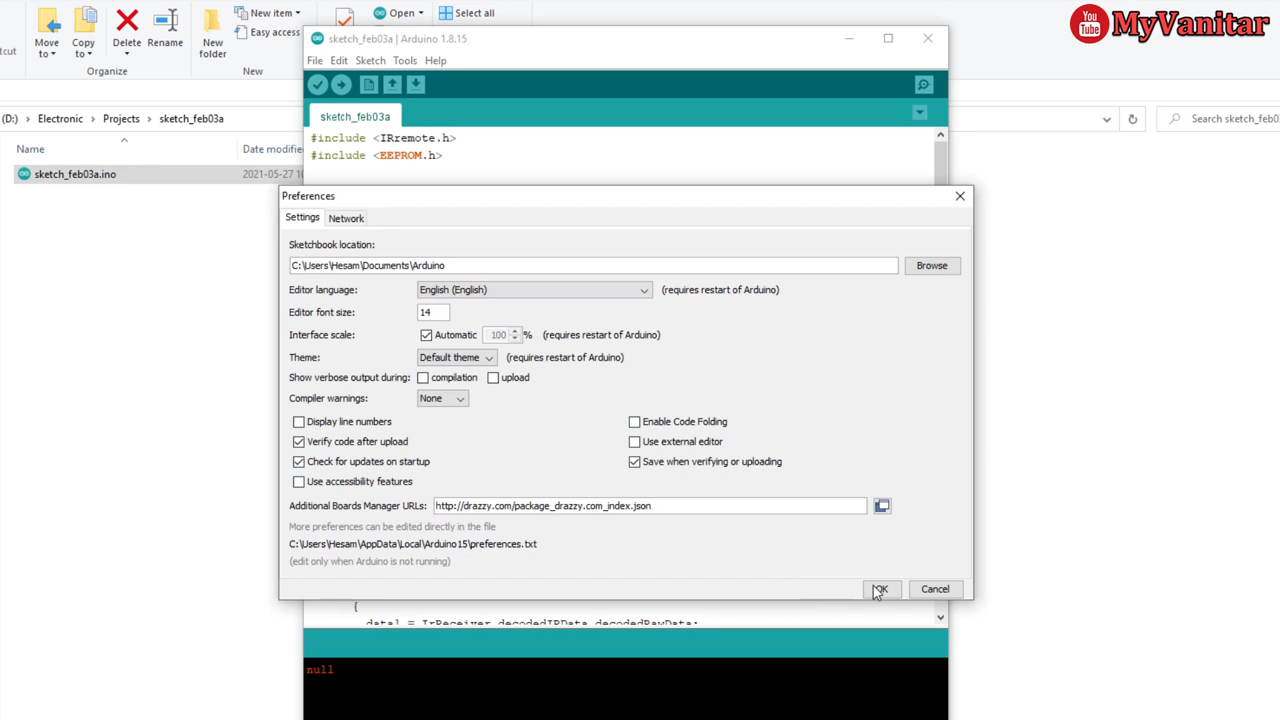 New item
Open
Select all
You
Tube
MyVanitar
Easy access
Move
to
Copy
to
Delete
Rename
New
folder
Organize
New
sketch_feb03a | Arduino 1.8.15
File Edit Sketch Tools Help
(D:) Electronic Projects sketch_feb03a
Search sketch_feb03
sketch_feb03a
Name
sketch_feb03a.ino
2021-05-27
#include <IRremote.h>
#include <EEPROM.h>
Preferences
Settings Network
Sketchbook location:
C:\Users\Hesam\Documents\Arduino
Browse
Editor language: English (English) (requires restart of Arduino)
Editor font size: 14
Interface scale: Automatic 100 % (requires restart of Arduino)
Theme: Default theme (requires restart of Arduino)
Show verbose output during: compilation upload
Compiler warnings: None
Display line numbers
Enable Code Folding
Verify code after upload
Use external editor
Check for updates on startup
Save when verifying or uploading
Use accessibility features
Additional Boards Manager URLs: http://drazzy.com/package_drazzy.com_index.json
More preferences can be edited directly in the file
C:\Users\Hesam\AppData\Local\Arduino15\preferences.txt
(edit only when Arduino is not running)
OK Cancel
{
data1 = IrReceiver.decodedIRData.decodedRawData;
null